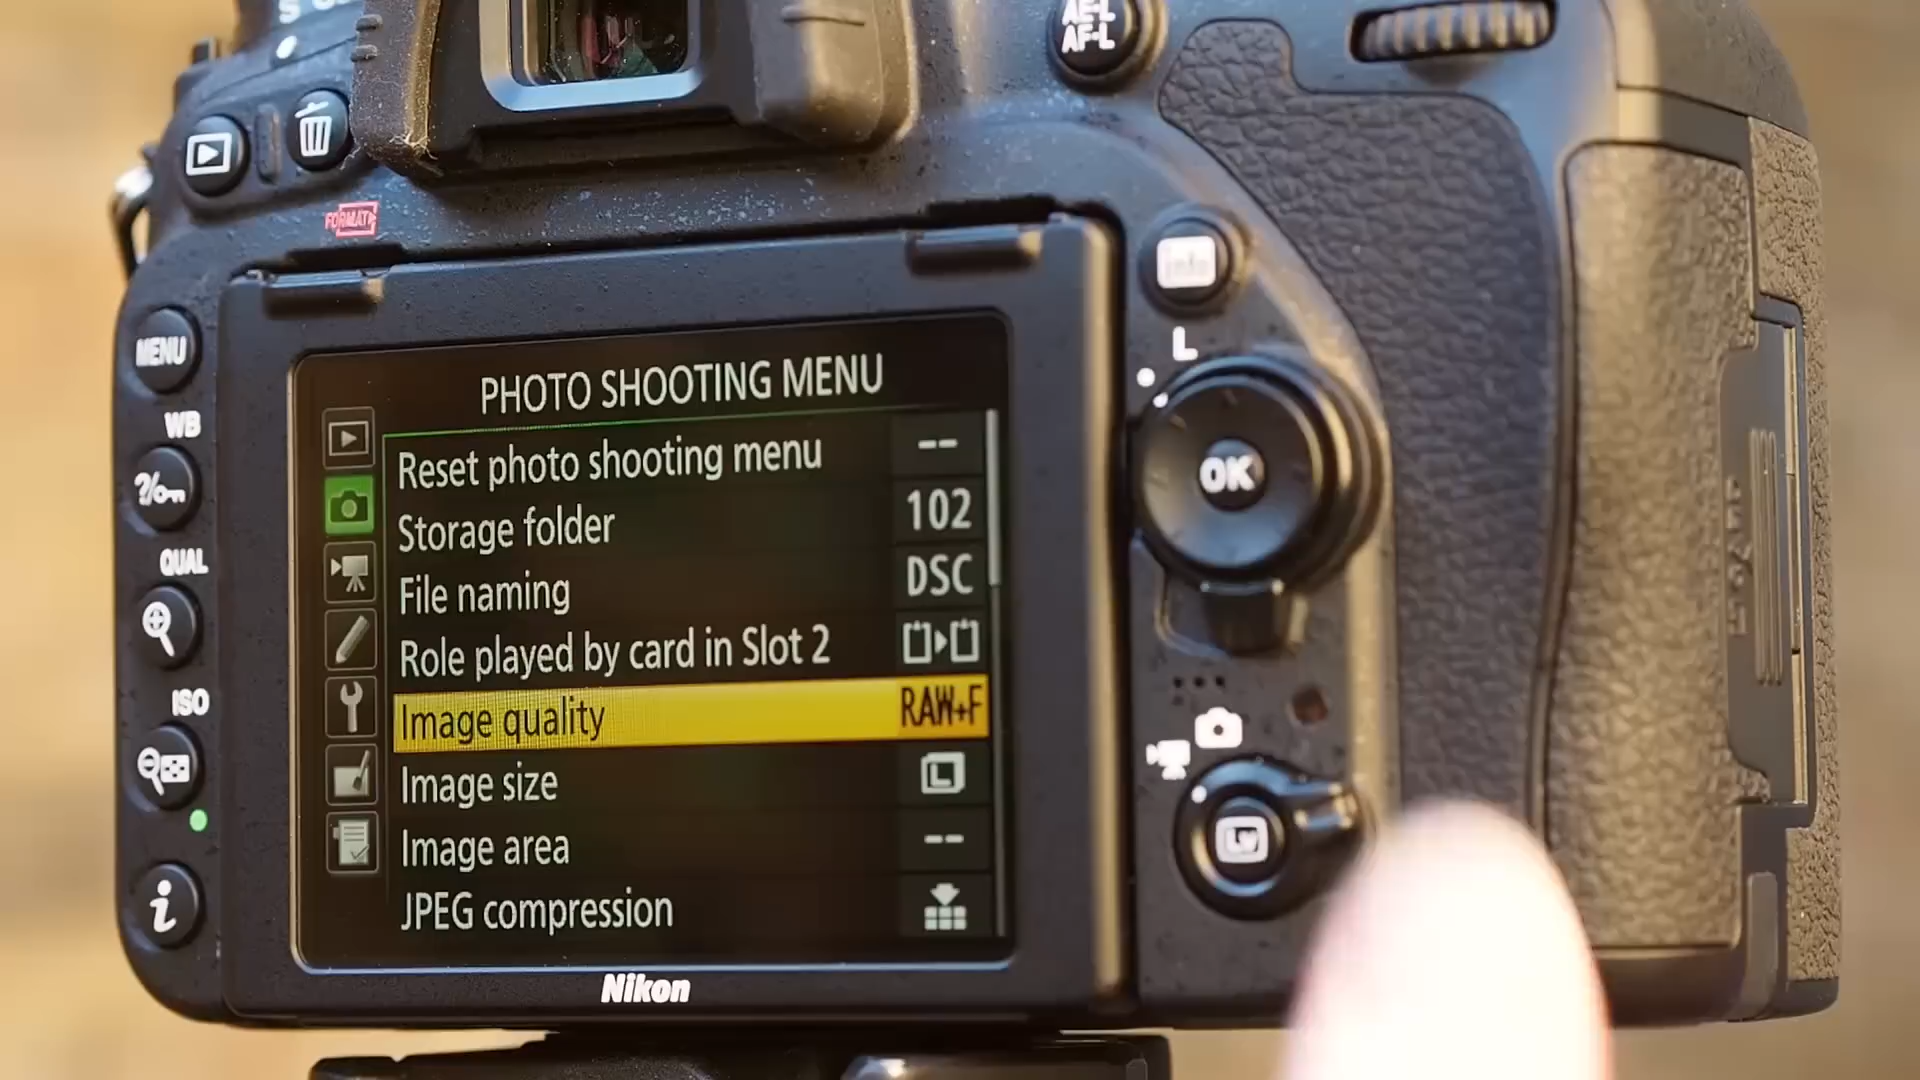 AE-L
AF-L
FORMAT
MENU
WB
QUAL
ISO
i
info
L
OK
Lv
PHOTO SHOOTING MENU
Reset photo shooting menu --
Storage folder 102
File naming DSC
Role played by card in Slot 2
Image quality RAW+F
Image size L
Image area --
JPEG compression
Nikon